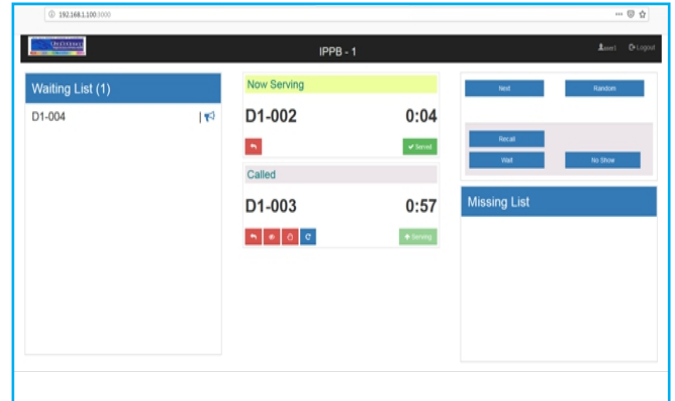 192.168.1.100:3000
IPPB - 1
Logout
Waiting List (1)
D1-004
Now Serving
D1-002 0:04
Served
Called
D1-003 0:57
Serving
Next Random
Recall
Wait No Show
Missing List